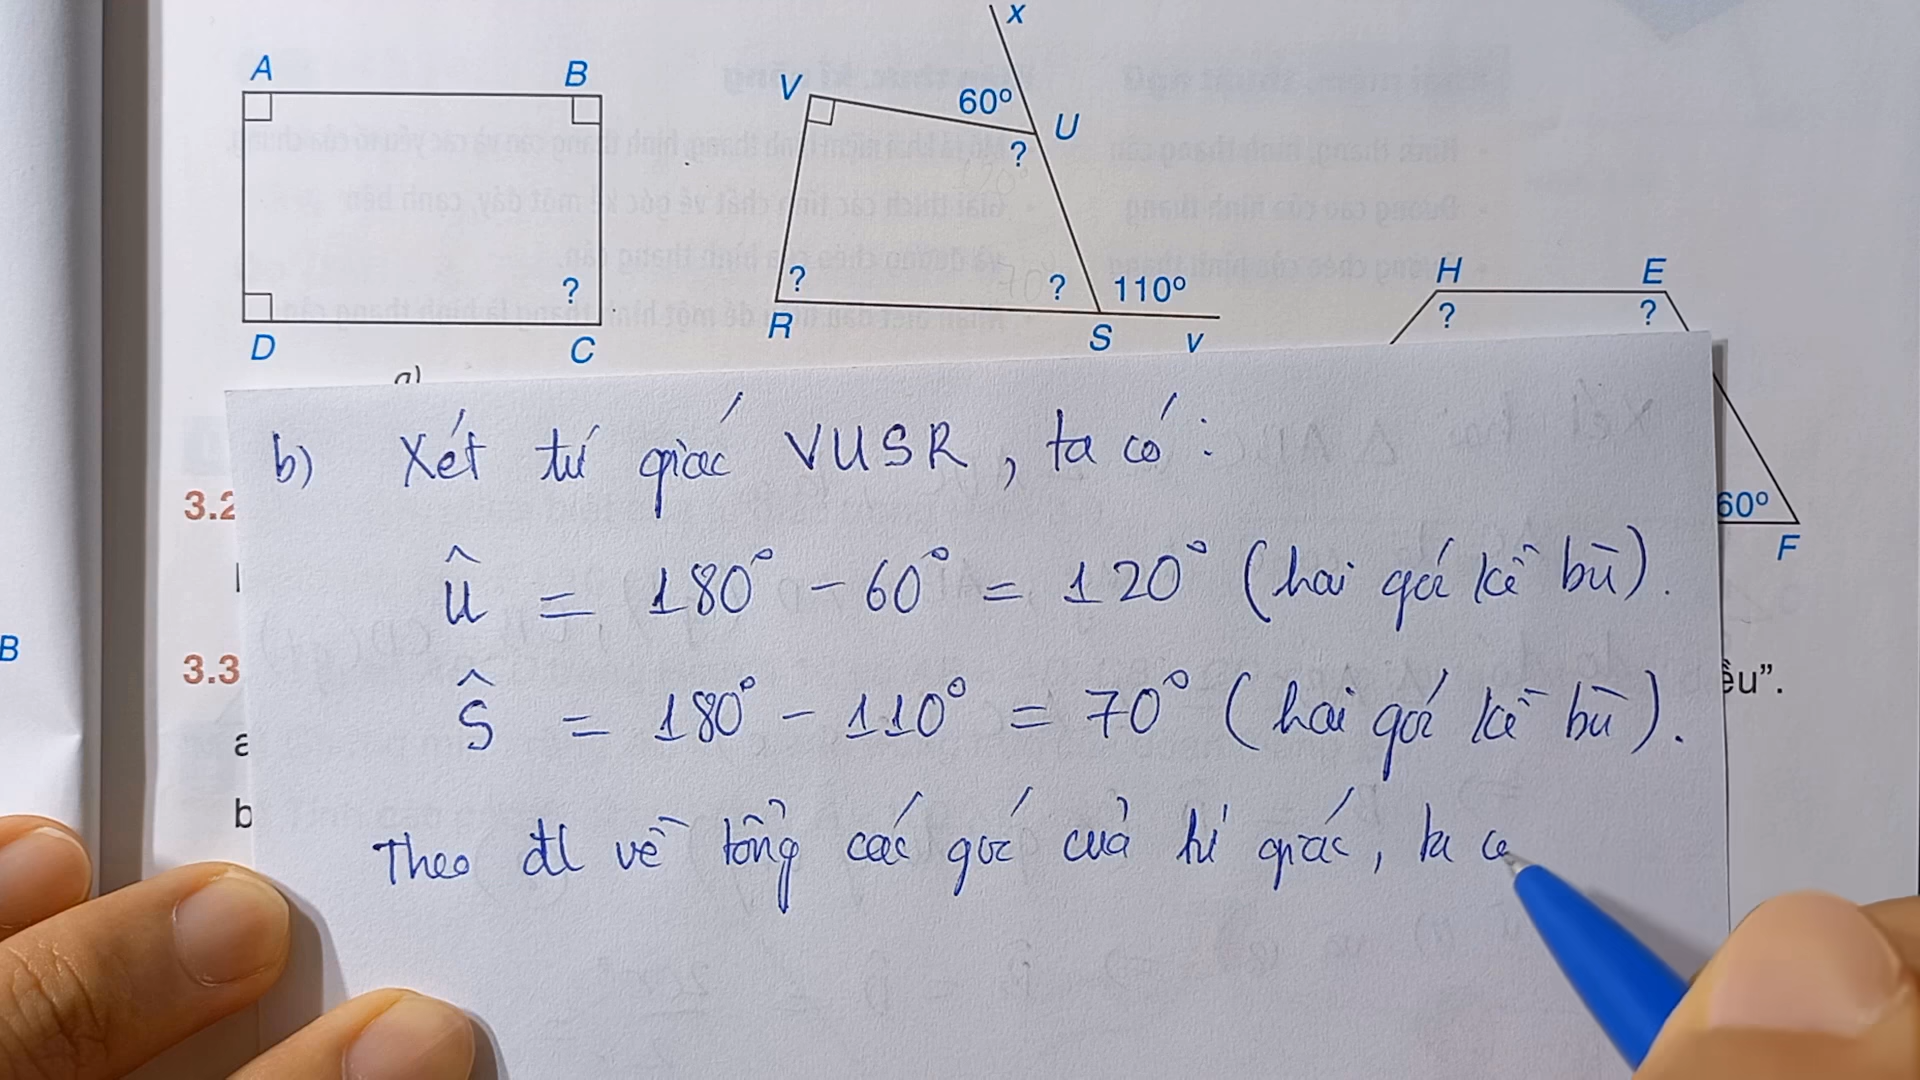 x
A B V 60° U
?
H E
? ? ? 110° ? ?
D C R S v
a)
b) Xét tứ giác VUSR, ta có:
3.2
60°
F
Û = 180° - 60° = 120° (hai góc kề bù).
B
3.3
ều”.
Ŝ = 180° - 110° = 70° (hai góc kề bù).
a
b
Theo đl về tổng các góc của tứ giác, ta c